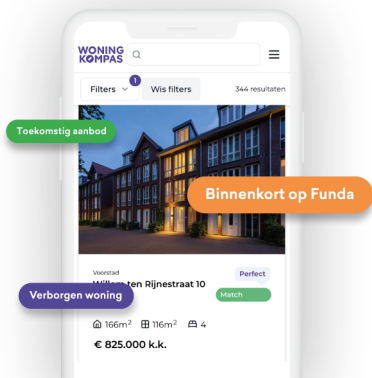 WONING
KOMPAS
1
Filters
Wis filters
344 resultaten
Toekomstig aanbod
Binnenkort op Funda
Voorstad
Perfect
ten Rijnestraat 10
Match
Verborgen woning
166m²
116m²
4
€ 825.000 k.k.